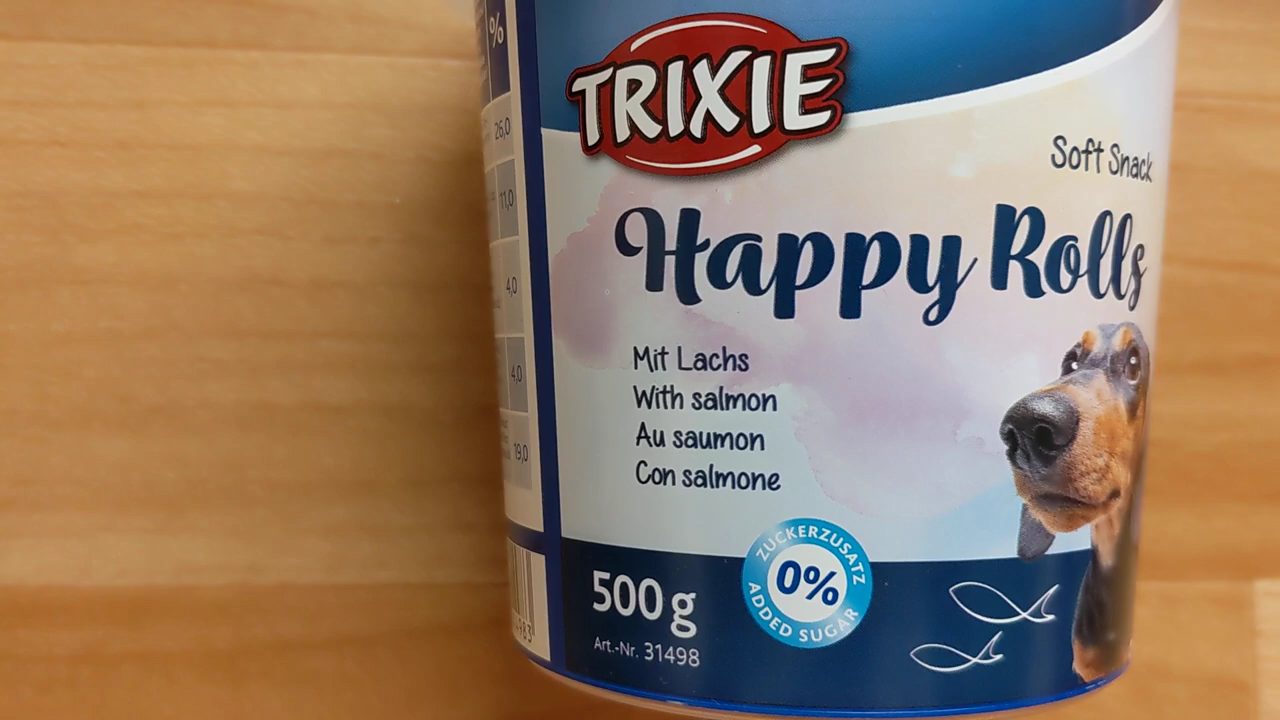 %
26,0
11,0
4,0
4,0
19,0
TRIXIE
Soft Snack
Happy Rolls
Mit Lachs
With salmon
Au saumon
Con salmone
ZUCKERZUSATZ
0%
ADDED SUGAR
500 g
Art.-Nr. 31498